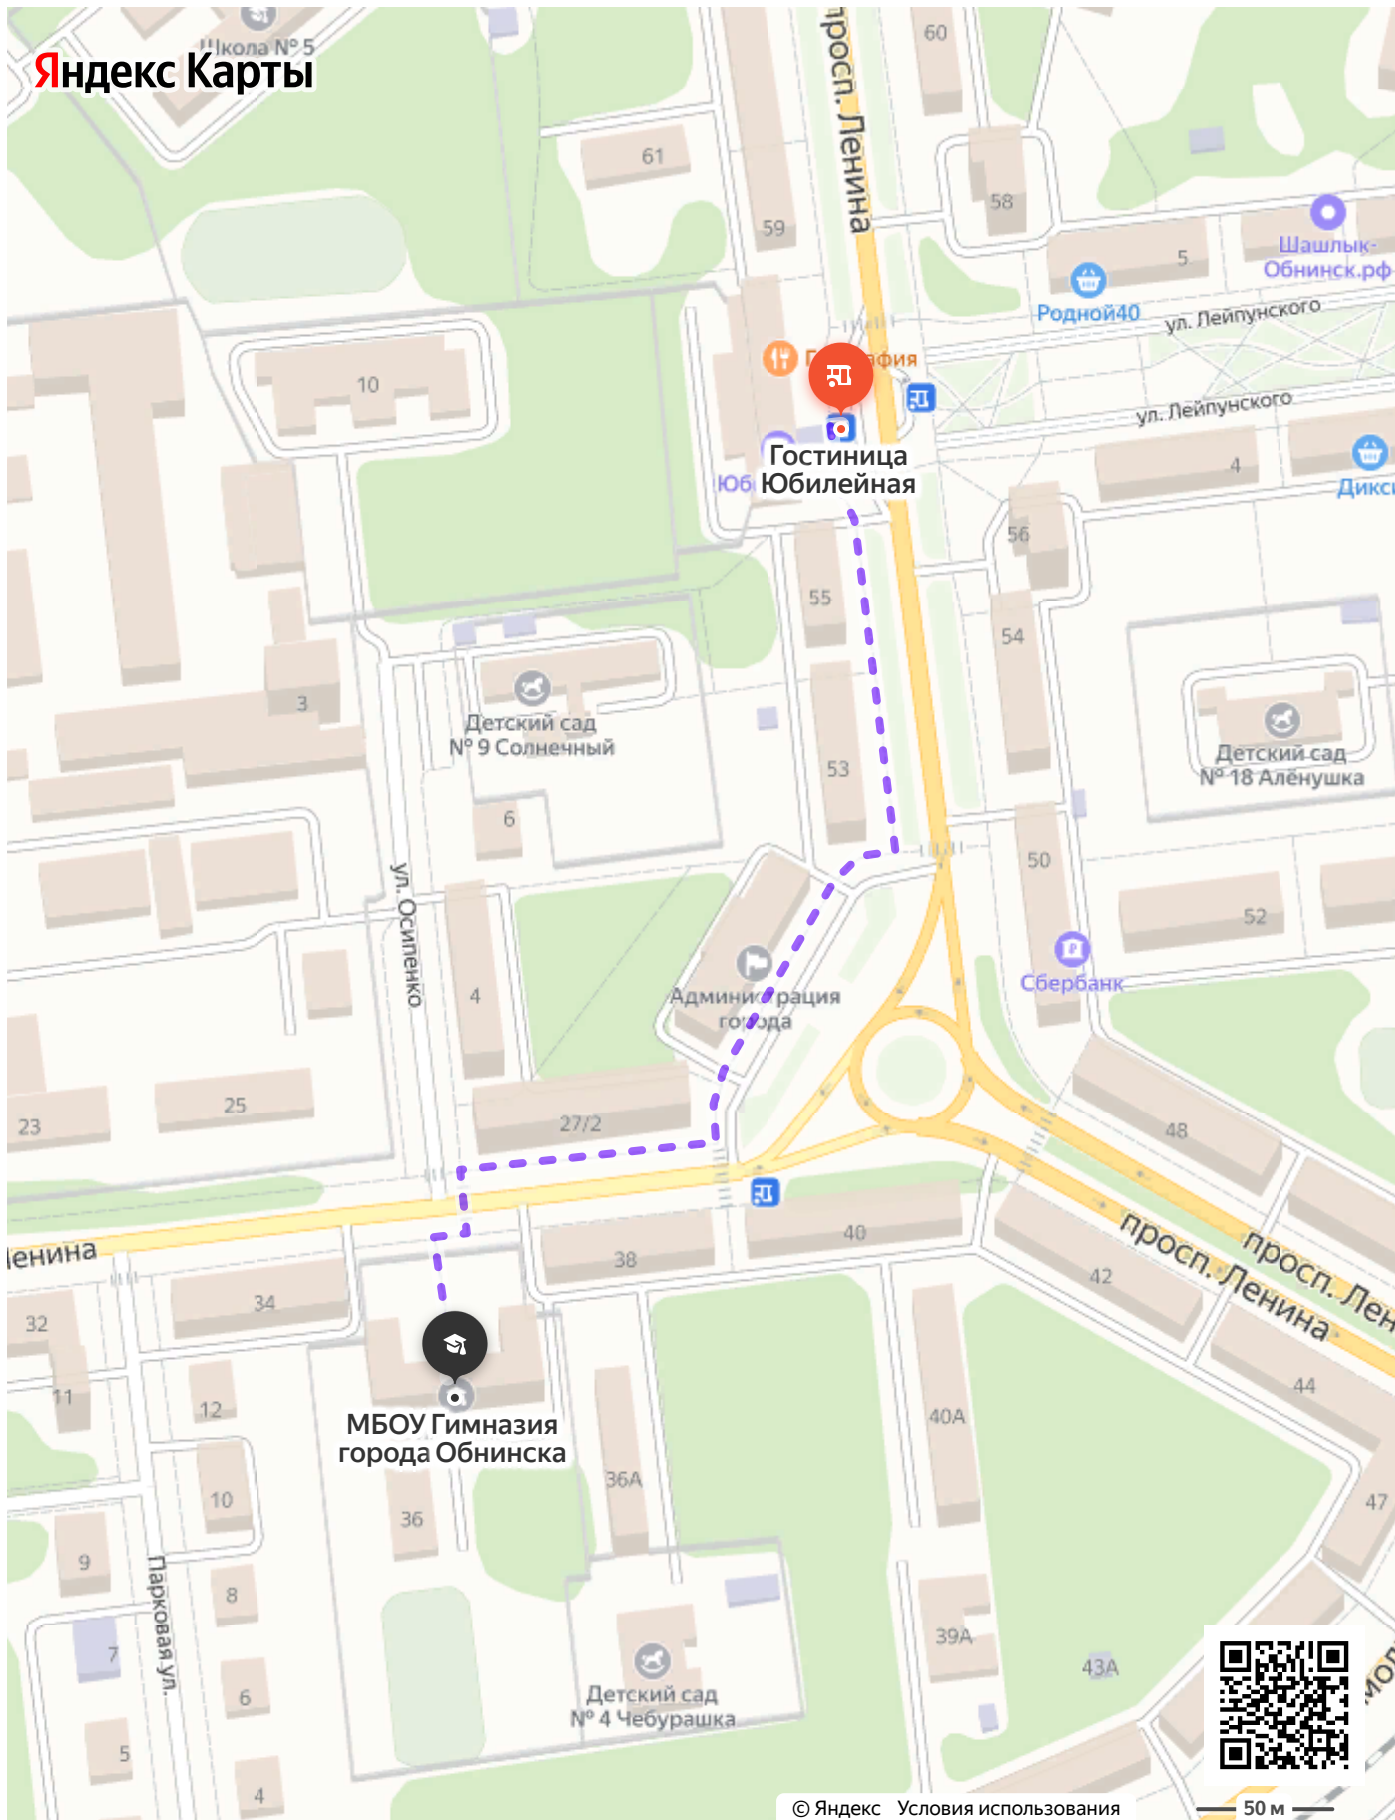 Школа № 5
Яндекс Карты
просп. Ленина
60
61
59
58
5
Шашлык-
Обнинск.рф
Родной40
ул. Лейпунского
10
ул. Лейпунского
Гостиница
Юбилейная
4
56
55
54
3
Детский сад
№ 9 Солнечный
53
Детский сад
№ 18 Алёнушка
6
50
52
ул. Осипенко
4
Администрация
города
Сбербанк
23
25
27/2
48
40
38
42
просп. Ленина
34
32
11
12
44
40А
МБОУ Гимназия
города Обнинска
36А
10
36
47
9
Парковая ул.
8
7
39А
43А
6
Детский сад
№ 4 Чебурашка
5
4
© Яндекс Условия использования
50 м